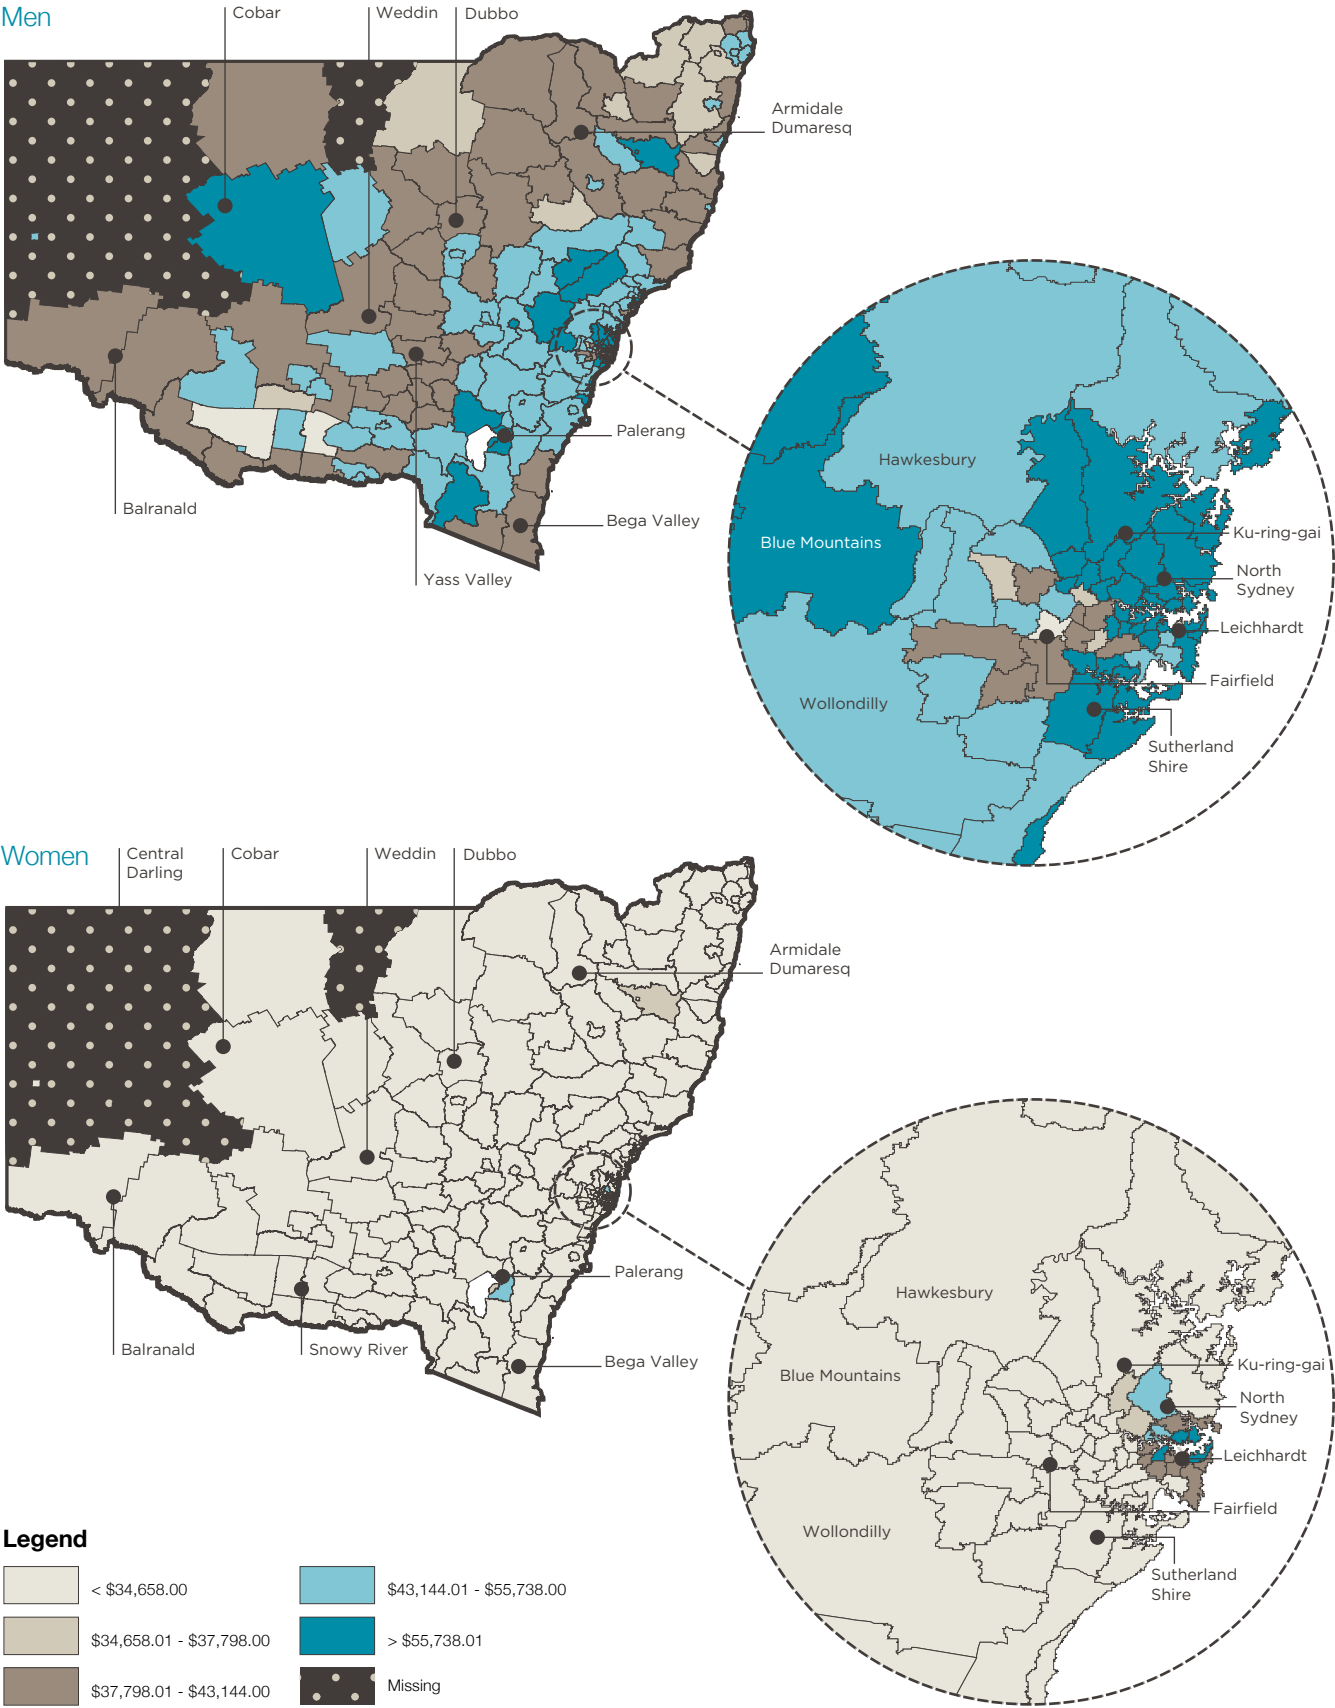 Men
Cobar
Weddin
Dubbo
Armidale
Dumaresq
Palerang
Balranald
Bega Valley
Yass Valley
Hawkesbury
Blue Mountains
Ku-ring-gai
North
Sydney
Leichhardt
Fairfield
Wollondilly
Sutherland
Shire
Women
Central
Darling
Cobar
Weddin
Dubbo
Armidale
Dumaresq
Palerang
Balranald
Snowy River
Bega Valley
Hawkesbury
Blue Mountains
Ku-ring-gai
North
Sydney
Leichhardt
Fairfield
Wollondilly
Sutherland
Shire
Legend
< $34,658.00
$34,658.01 - $37,798.00
$37,798.01 - $43,144.00
$43,144.01 - $55,738.00
> $55,738.01
Missing